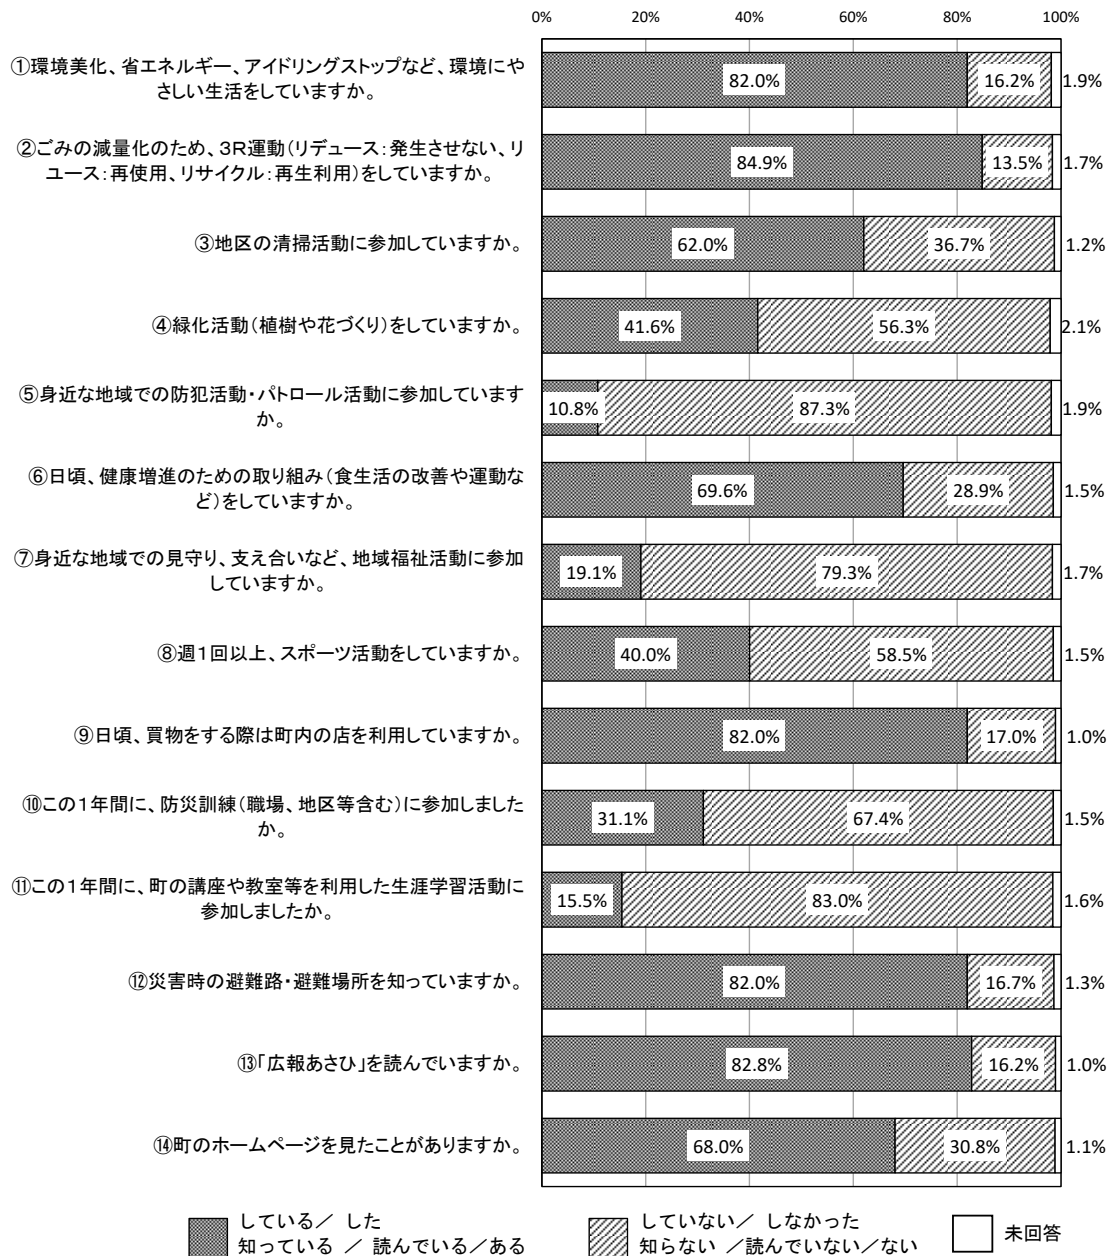 0% 20% 40% 60% 80% 100%
①環境美化、省エネルギー、アイドリングストップなど、環境にや
さしい生活をしていますか。
82.0% 16.2% 1.9%
②ごみの減量化のため、3R運動(リデュース:発生させない、リ
ユース:再使用、リサイクル:再生利用)をしていますか。
84.9% 13.5% 1.7%
③地区の清掃活動に参加していますか。
62.0% 36.7% 1.2%
④緑化活動(植樹や花づくり)をしていますか。
41.6% 56.3% 2.1%
⑤身近な地域での防犯活動・パトロール活動に参加しています
か。
10.8% 87.3% 1.9%
⑥日頃、健康増進のための取り組み(食生活の改善や運動な
ど)をしていますか。
69.6% 28.9% 1.5%
⑦身近な地域での見守り、支え合いなど、地域福祉活動に参加
していますか。
19.1% 79.3% 1.7%
⑧週1回以上、スポーツ活動をしていますか。
40.0% 58.5% 1.5%
⑨日頃、買物をする際は町内の店を利用していますか。
82.0% 17.0% 1.0%
⑩この1年間に、防災訓練(職場、地区等含む)に参加しました
か。
31.1% 67.4% 1.5%
⑪この1年間に、町の講座や教室等を利用した生涯学習活動に
参加しましたか。
15.5% 83.0% 1.6%
⑫災害時の避難路・避難場所を知っていますか。
82.0% 16.7% 1.3%
⑬「広報あさひ」を読んでいますか。
82.8% 16.2% 1.0%
⑭町のホームページを見たことがありますか。
68.0% 30.8% 1.1%
している/ した
知っている / 読んでいる/ある
していない/ しなかった
知らない /読んでいない/ない
未回答